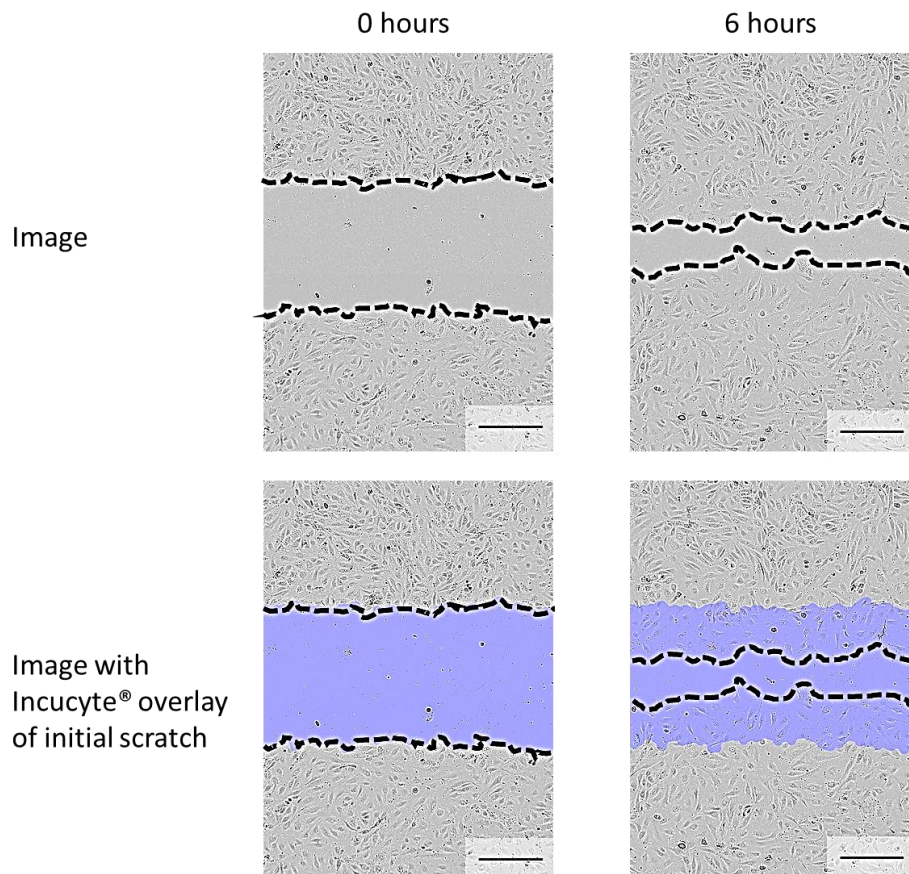 0 hours
6 hours
Image
Image with
Incucyte® overlay
of initial scratch